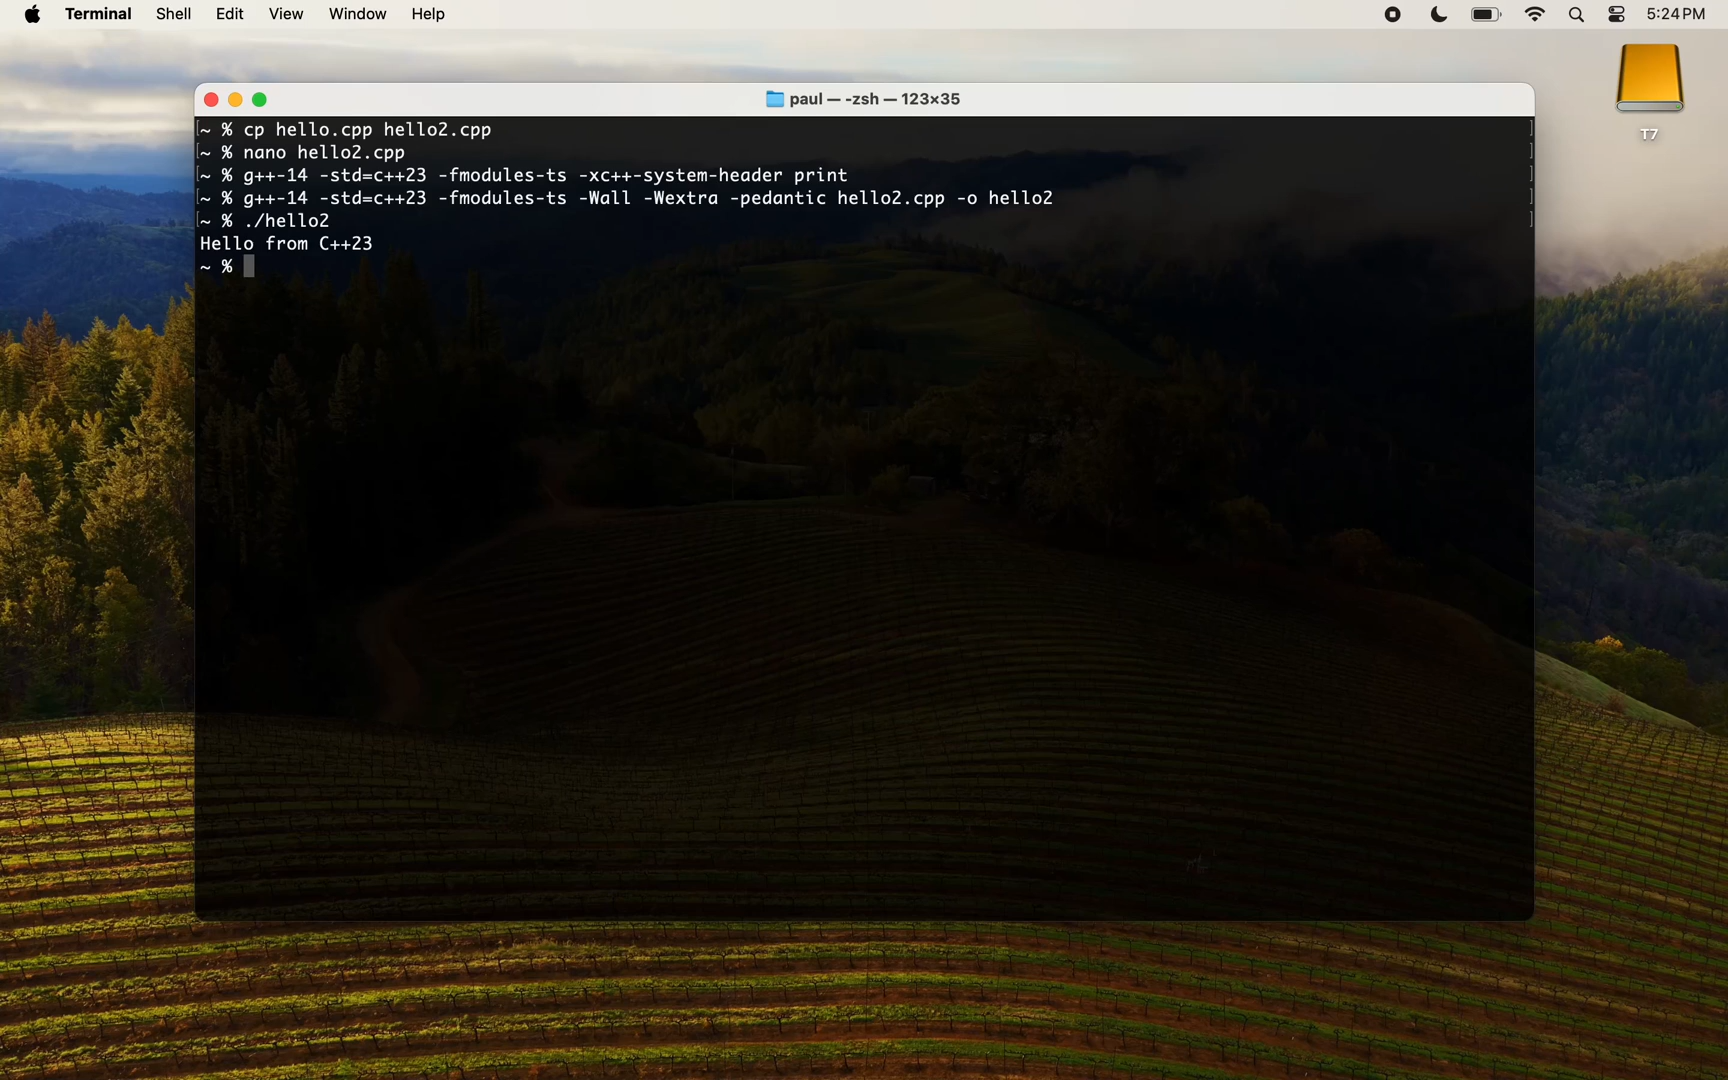 Terminal Shell Edit View Window Help 5:24 PM
T7
paul — -zsh — 123×35
~ % cp hello.cpp hello2.cpp
~ % nano hello2.cpp
~ % g++-14 -std=c++23 -fmodules-ts -xc++-system-header print
~ % g++-14 -std=c++23 -fmodules-ts -Wall -Wextra -pedantic hello2.cpp -o hello2
~ % ./hello2
Hello from C++23
~ %